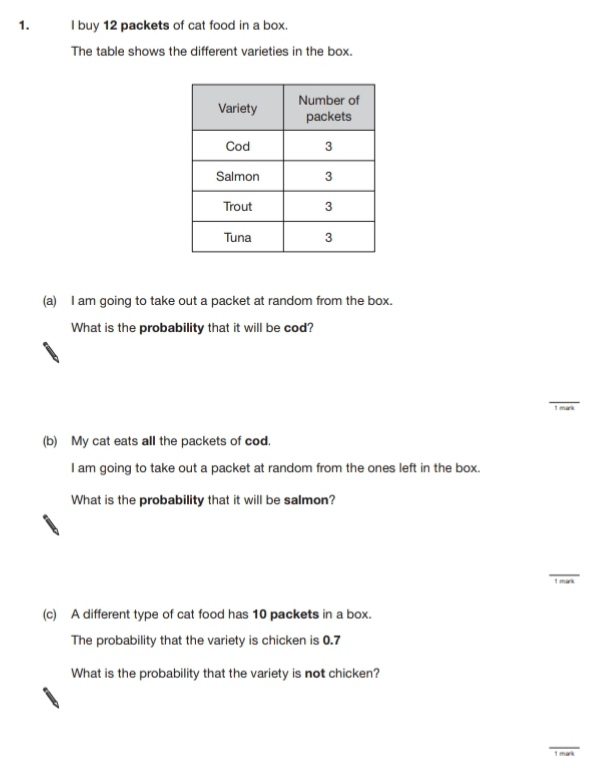 1. I buy 12 packets of cat food in a box.
The table shows the different varieties in the box.
Variety Number of packets
Cod 3
Salmon 3
Trout 3
Tuna 3
(a) I am going to take out a packet at random from the box.
What is the probability that it will be cod?
1 mark
(b) My cat eats all the packets of cod.
I am going to take out a packet at random from the ones left in the box.
What is the probability that it will be salmon?
1 mark
(c) A different type of cat food has 10 packets in a box.
The probability that the variety is chicken is 0.7
What is the probability that the variety is not chicken?
1 mark